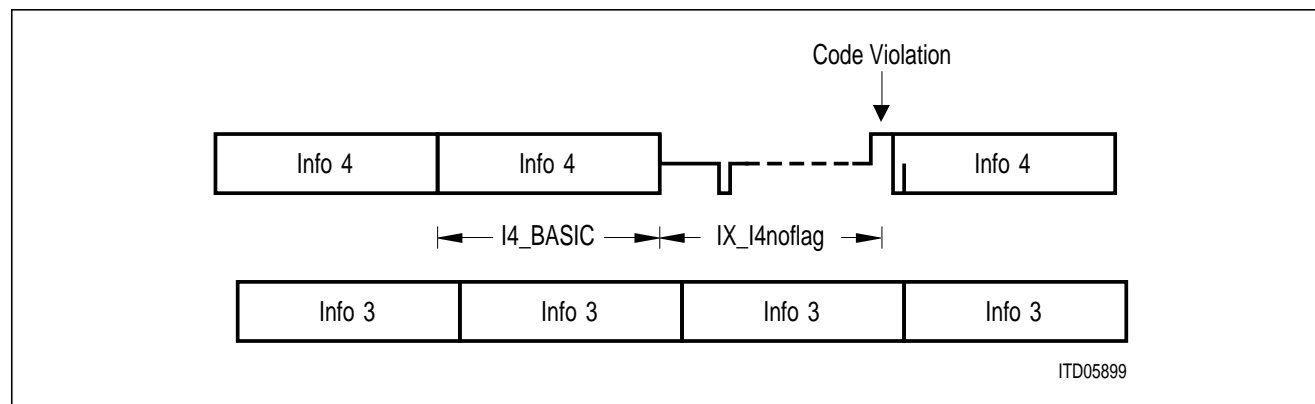 Code Violation
Info 4 Info 4 Info 4
I4_BASIC IX_I4noflag
Info 3 Info 3 Info 3 Info 3
ITD05899